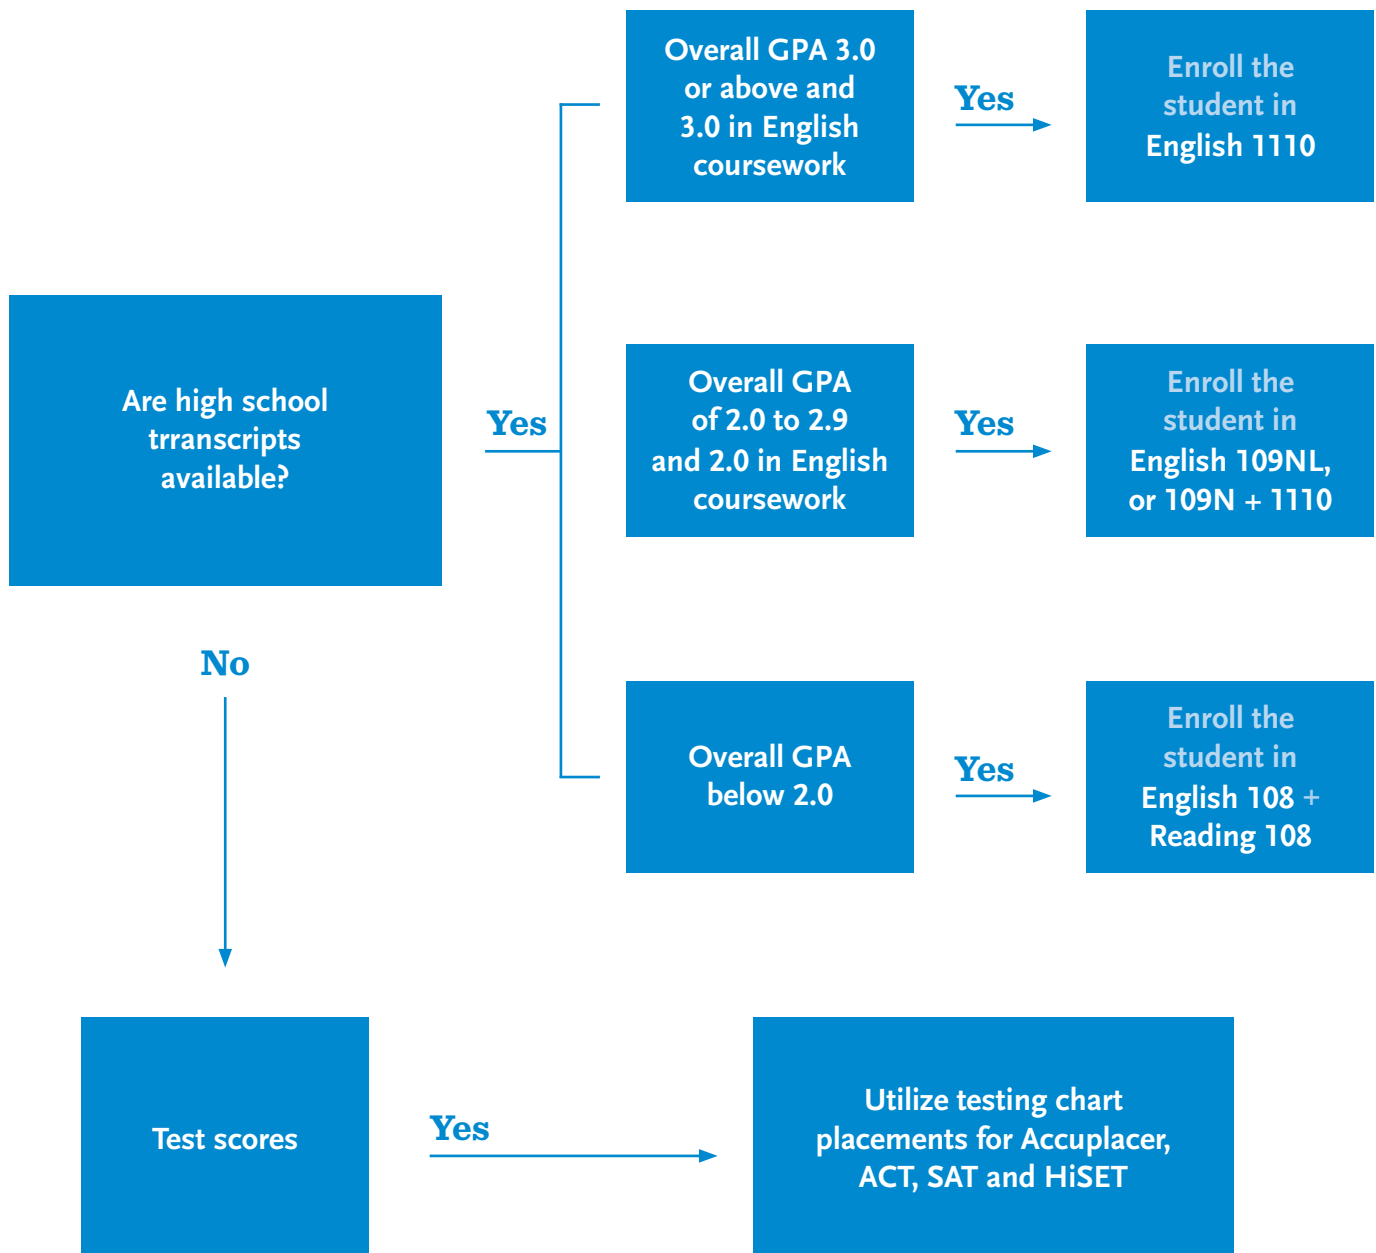 Overall GPA 3.0
or above and
3.0 in English
coursework
Yes
Enroll the
student in
English 1110
Are high school
trranscripts
available?
Yes
Overall GPA
of 2.0 to 2.9
and 2.0 in English
coursework
Yes
Enroll the
student in
English 109NL,
or 109N + 1110
No
Overall GPA
below 2.0
Yes
Enroll the
student in
English 108 +
Reading 108
Test scores
Yes
Utilize testing chart
placements for Accuplacer,
ACT, SAT and HiSET